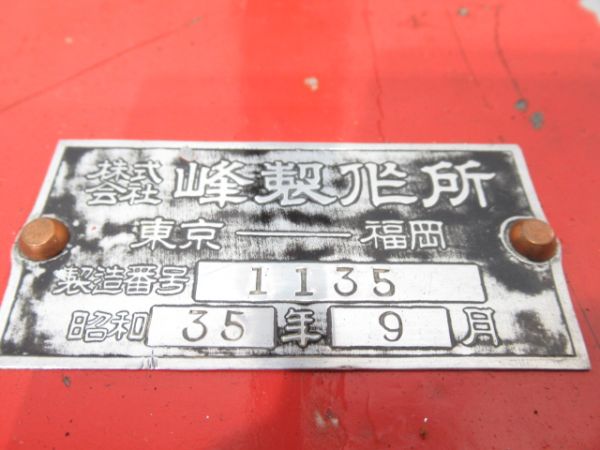 株式会社 峰製作所
東京──福岡
製造番号 1135
昭和 35 年 9 月